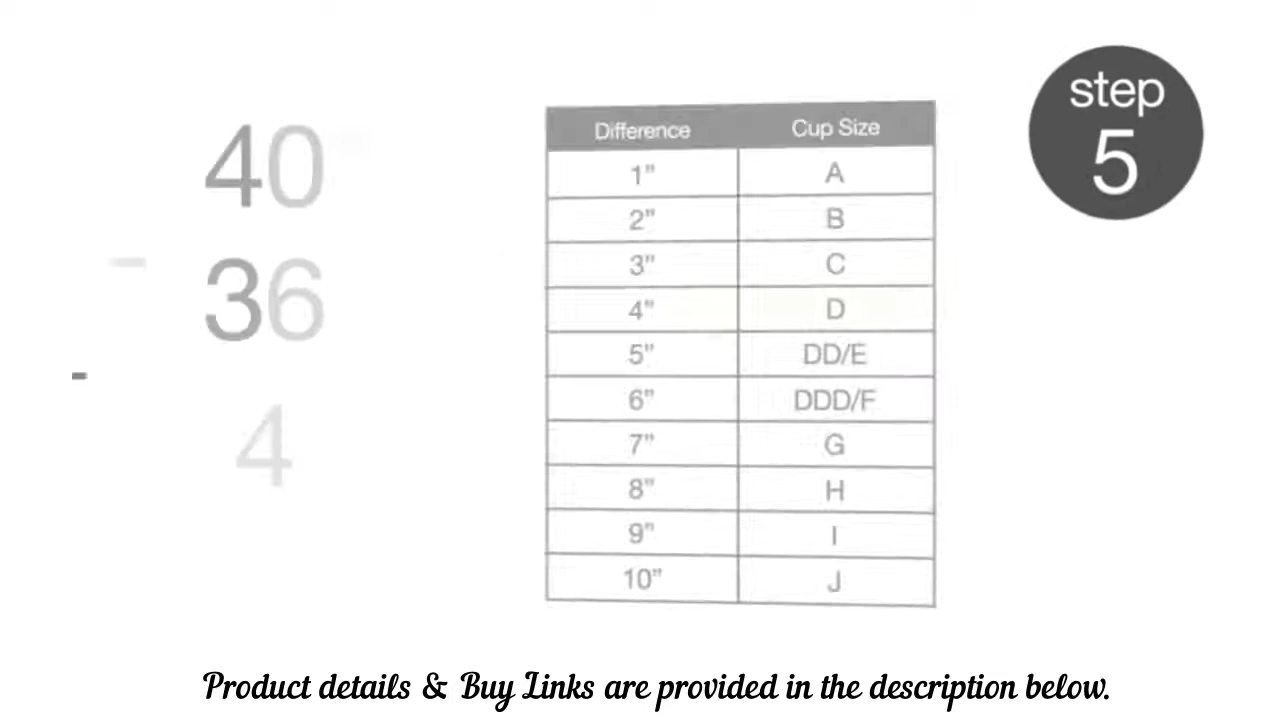 step
5
40
- 36
4
Difference Cup Size
1” A
2” B
3” C
4” D
5” DD/E
6” DDD/F
7” G
8” H
9” I
10” J
Product details & Buy Links are provided in the description below.